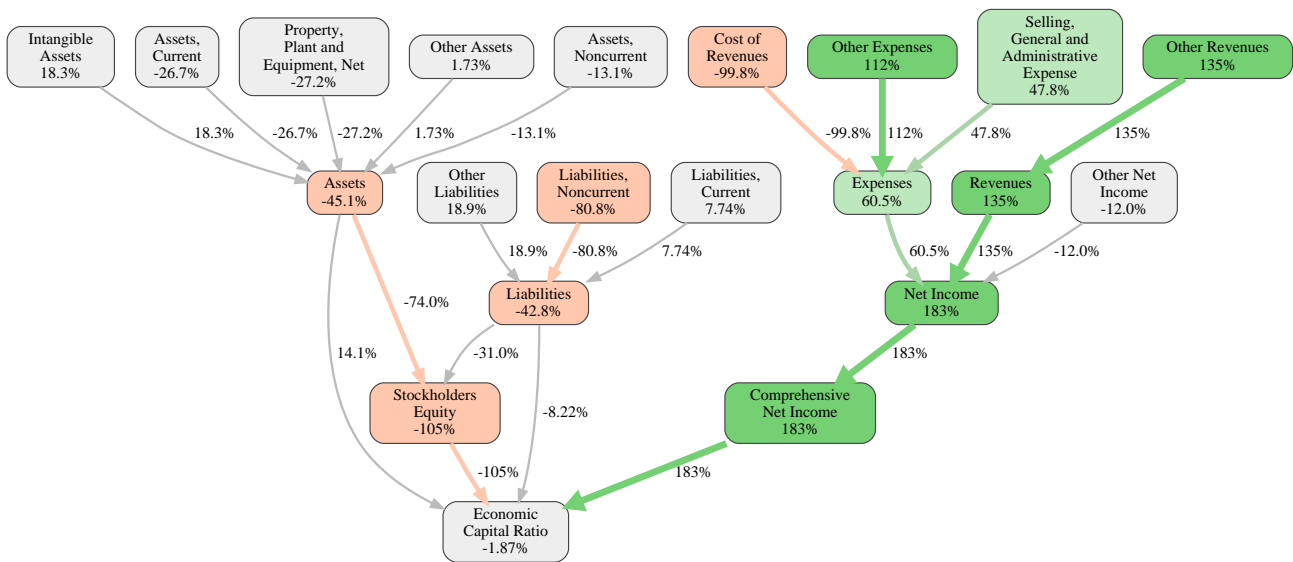 Intangible
Assets
18.3%
Assets,
Current
-26.7%
Property,
Plant and
Equipment, Net
-27.2%
Other Assets
1.73%
Assets,
Noncurrent
-13.1%
Cost of
Revenues
-99.8%
Other Expenses
112%
Selling,
General and
Administrative
Expense
47.8%
Other Revenues
135%
18.3%
-26.7%
-27.2%
1.73%
-13.1%
-99.8%
112%
47.8%
135%
Assets
-45.1%
Other
Liabilities
18.9%
Liabilities,
Noncurrent
-80.8%
Liabilities,
Current
7.74%
Expenses
60.5%
Revenues
135%
Other Net
Income
-12.0%
18.9%
-80.8%
7.74%
60.5%
135%
-12.0%
-74.0%
Liabilities
-42.8%
Net Income
183%
14.1%
-31.0%
183%
Stockholders
Equity
-105%
-8.22%
Comprehensive
Net Income
183%
-105%
183%
Economic
Capital Ratio
-1.87%